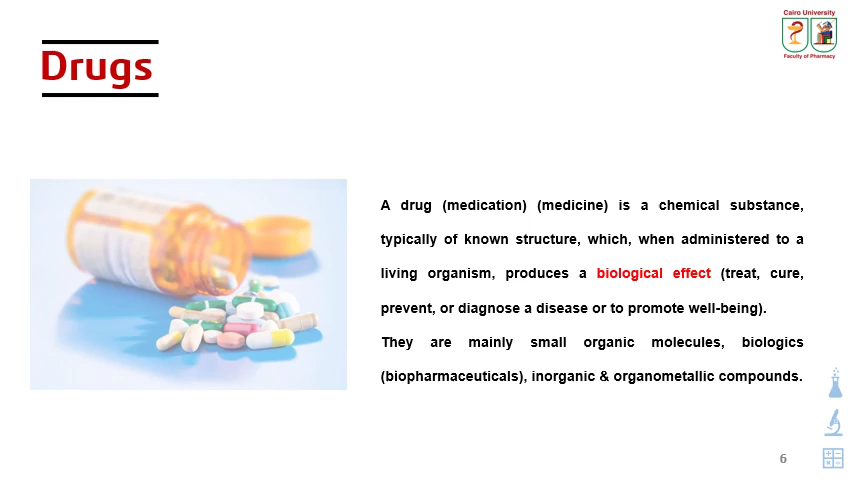 Cairo University
Faculty of Pharmacy
Drugs
A drug (medication) (medicine) is a chemical substance,
typically of known structure, which, when administered to a
living organism, produces a biological effect (treat, cure,
prevent, or diagnose a disease or to promote well-being).
They are mainly small organic molecules, biologics
(biopharmaceuticals), inorganic & organometallic compounds.
6